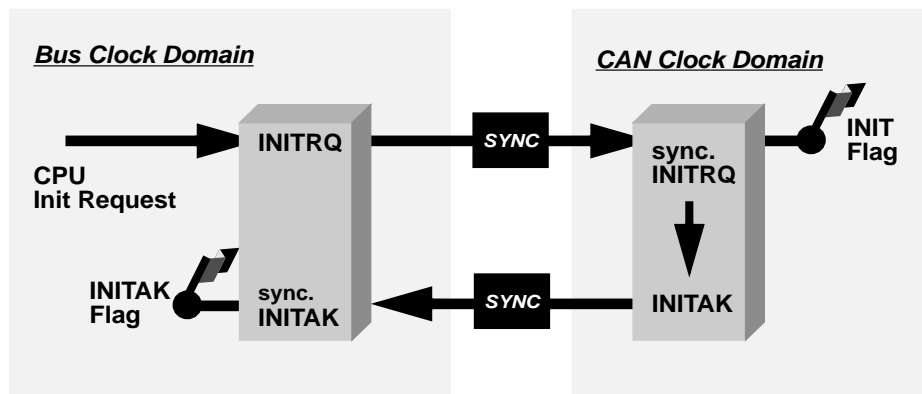 Bus Clock Domain
CAN Clock Domain
CPU
Init Request
INITRQ
SYNC
sync.
INITRQ
INIT
Flag
INITAK
Flag
sync.
INITAK
SYNC
INITAK